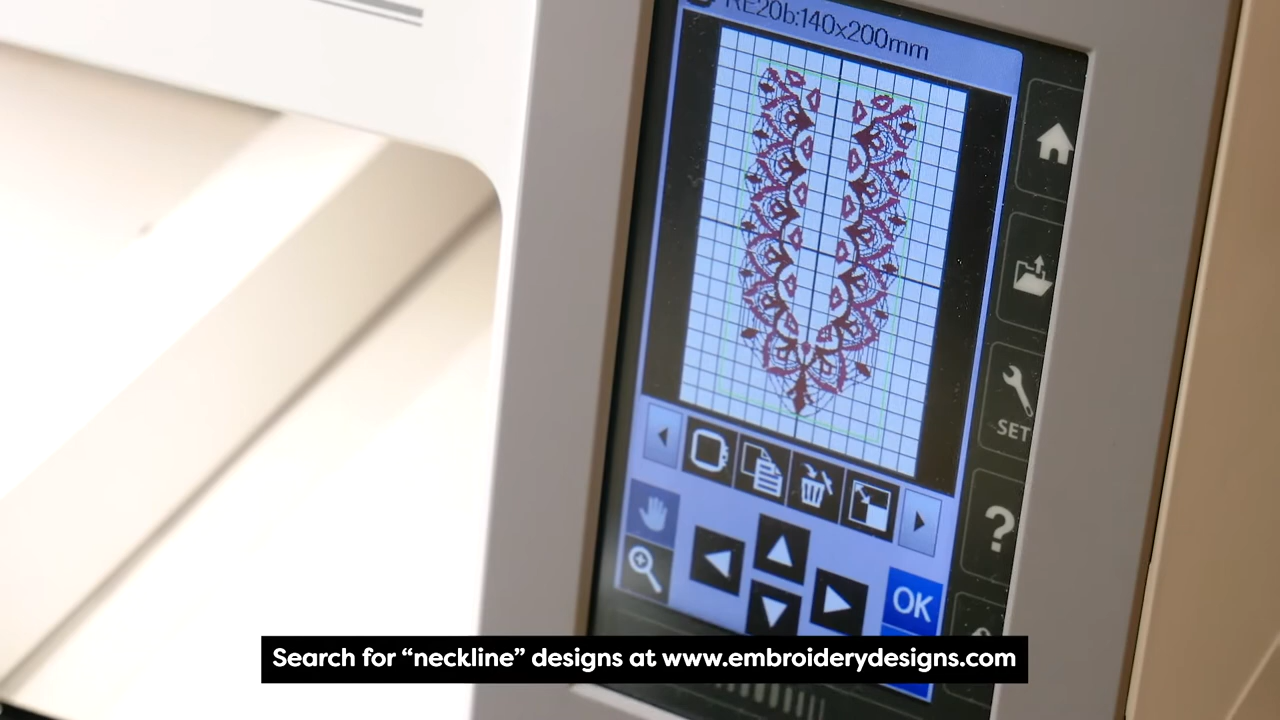 RE20b:140x200mm
SET
?
OK
Search for “neckline” designs at www.embroiderydesigns.com